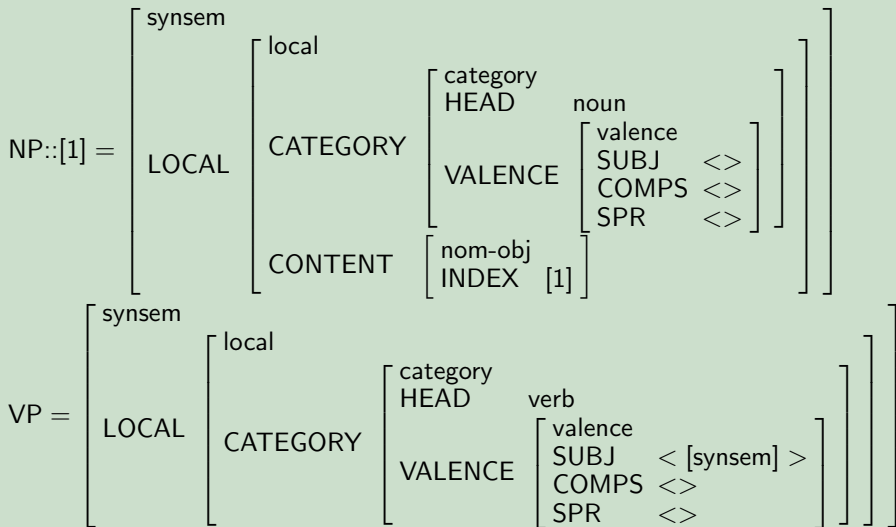 synsem
local
category
HEAD noun
CATEGORY
valence
NP::[1] =
LOCAL
SUBJ <>
VALENCE
COMPS <>
SPR <>
nom-obj
CONTENT
INDEX [1]
synsem
local
category
HEAD verb
VP =
LOCAL
CATEGORY
valence
SUBJ < [synsem] >
VALENCE
COMPS <>
SPR <>